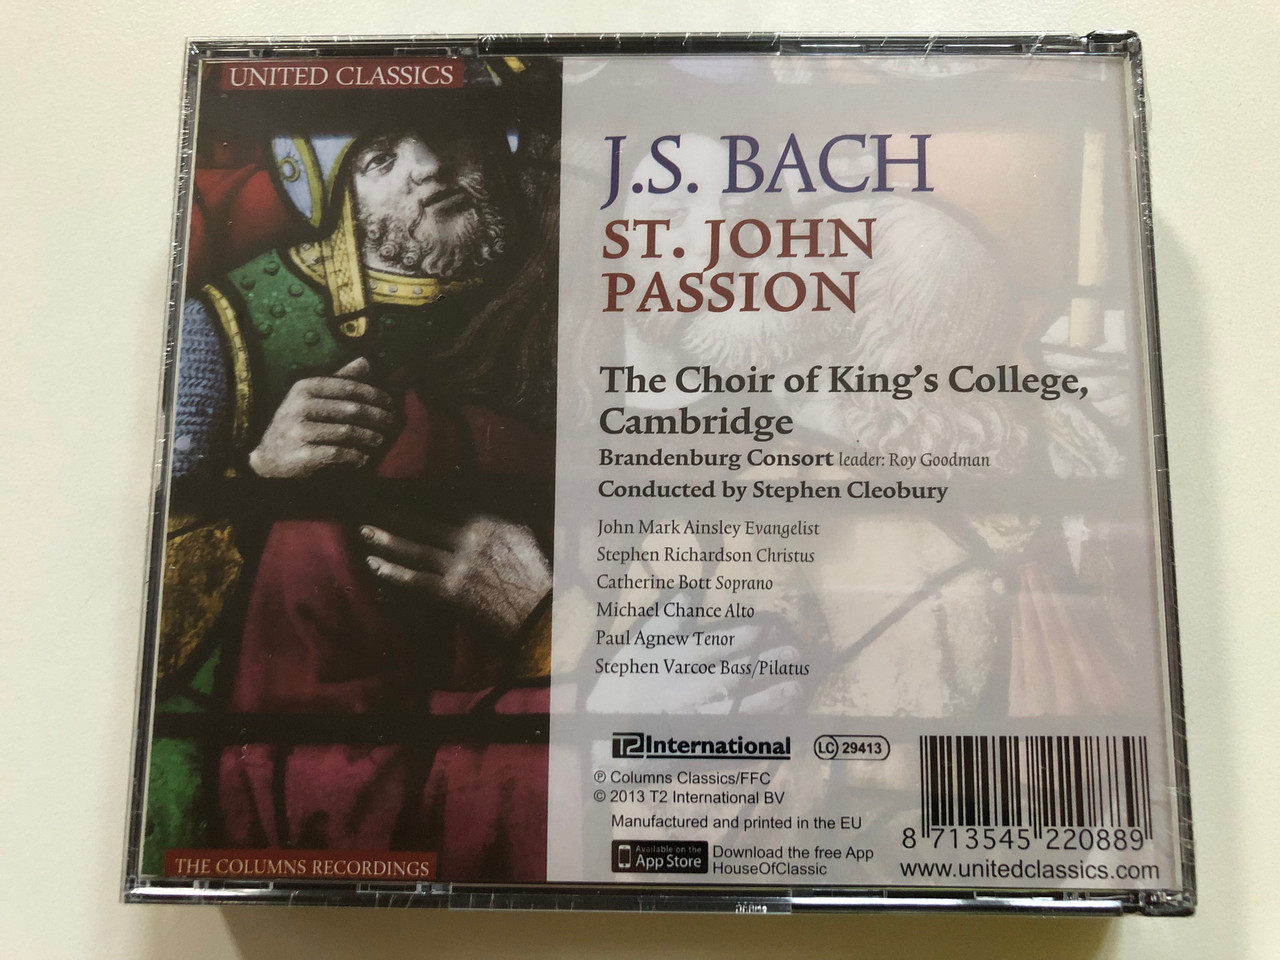 UNITED CLASSICS
J.S. BACH
ST. JOHN
PASSION
The Choir of King's College,
Cambridge
Brandenburg Consort leader: Roy Goodman
Conducted by Stephen Cleobury
John Mark Ainsley Evangelist
Stephen Richardson Christus
Catherine Bott Soprano
Michael Chance Alto
Paul Agnew Tenor
Stephen Varcoe Bass/Pilatus
T2 International
LC 29413
℗ Columns Classics/FFC
© 2013 T2 International BV
Manufactured and printed in the EU
Available on the
App Store
Download the free App
HouseOfClassic
8 713545 220889
www.unitedclassics.com
THE COLUMNS RECORDINGS